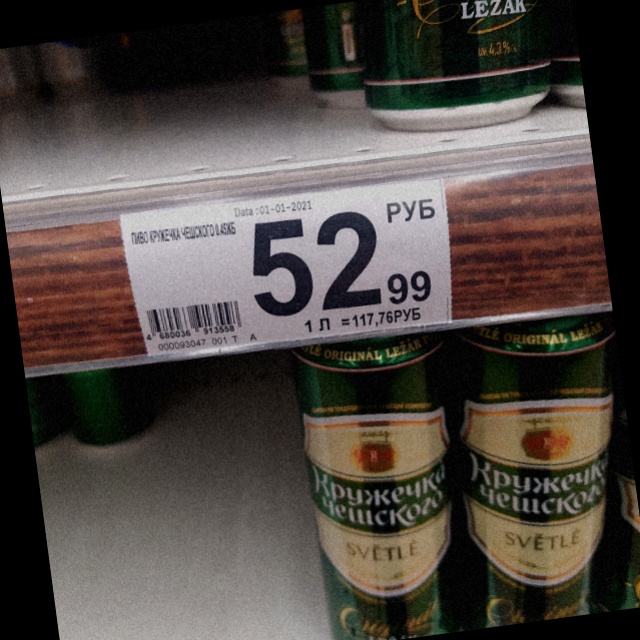 LEŽÁK
4,3%
Data :01-01-2021
РУБ
ПИВО КРУЖЕЧКА ЧЕШСКОГО 0.45ЖБ
52 99
4 680036 913558
000093047 001 Т А
1 Л =117,76РУБ
ORIGINAL LEŽÁK
ORIGINAL LEŽÁK
Кружечка
чешского
SVĚTLÉ
Кружечка
чешского
SVĚTLÉ